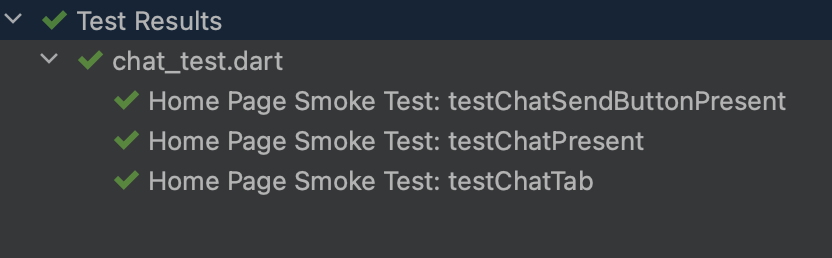 Test Results
chat_test.dart
Home Page Smoke Test: testChatSendButtonPresent
Home Page Smoke Test: testChatPresent
Home Page Smoke Test: testChatTab